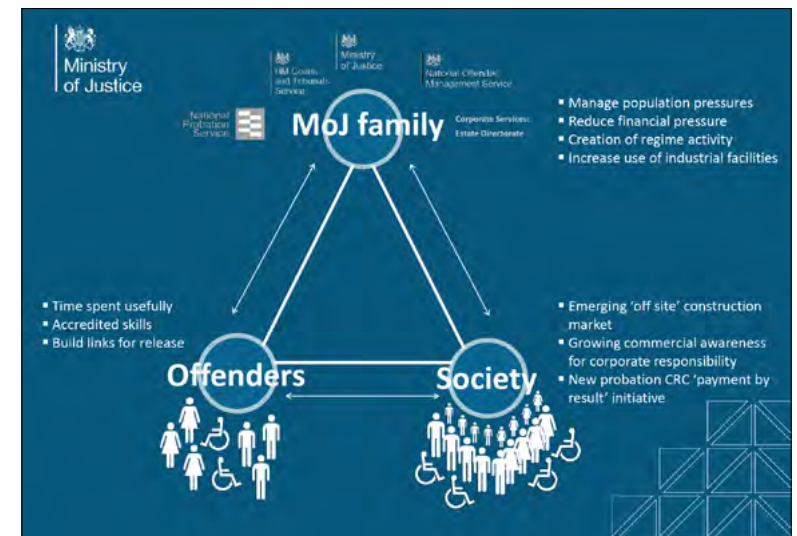 Ministry
of Justice
HM Courts
and Tribunals
Service
Ministry
of Justice
National Offender
Management Service
National
Probation
Service
MoJ family
Corporate Services:
Estate Directorate
▪ Manage population pressures
▪ Reduce financial pressure
▪ Creation of regime activity
▪ Increase use of industrial facilities
▪ Time spent usefully
▪ Accredited skills
▪ Build links for release
▪ Emerging ‘off site’ construction
market
▪ Growing commercial awareness
for corporate responsibility
▪ New probation CRC ‘payment by
result’ initiative
Offenders
Society